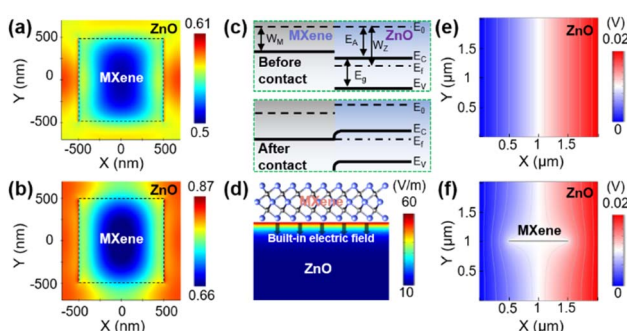 (a)
ZnO
0.61
500
0
-500
Y (nm)
MXene
-500 0 500
X (nm)
0.5
(b)
ZnO
0.87
500
0
-500
Y (nm)
MXene
-500 0 500
X (nm)
0.66
(c)
MXene
ZnO
E0
WM
EA
WZ
Before
contact
EC
Ef
Eg
EV
E0
After
contact
EC
Ef
EV
(d)
(V/m)
MXene
60
Built-in electric field
ZnO
10
(e)
ZnO
(V)
0.02
1.5
1
0.5
0
Y (µm)
0.5 1 1.5
X (µm)
0
(f)
ZnO
(V)
0.02
MXene
1.5
1
0.5
0
Y (µm)
0.5 1 1.5
X (µm)
0